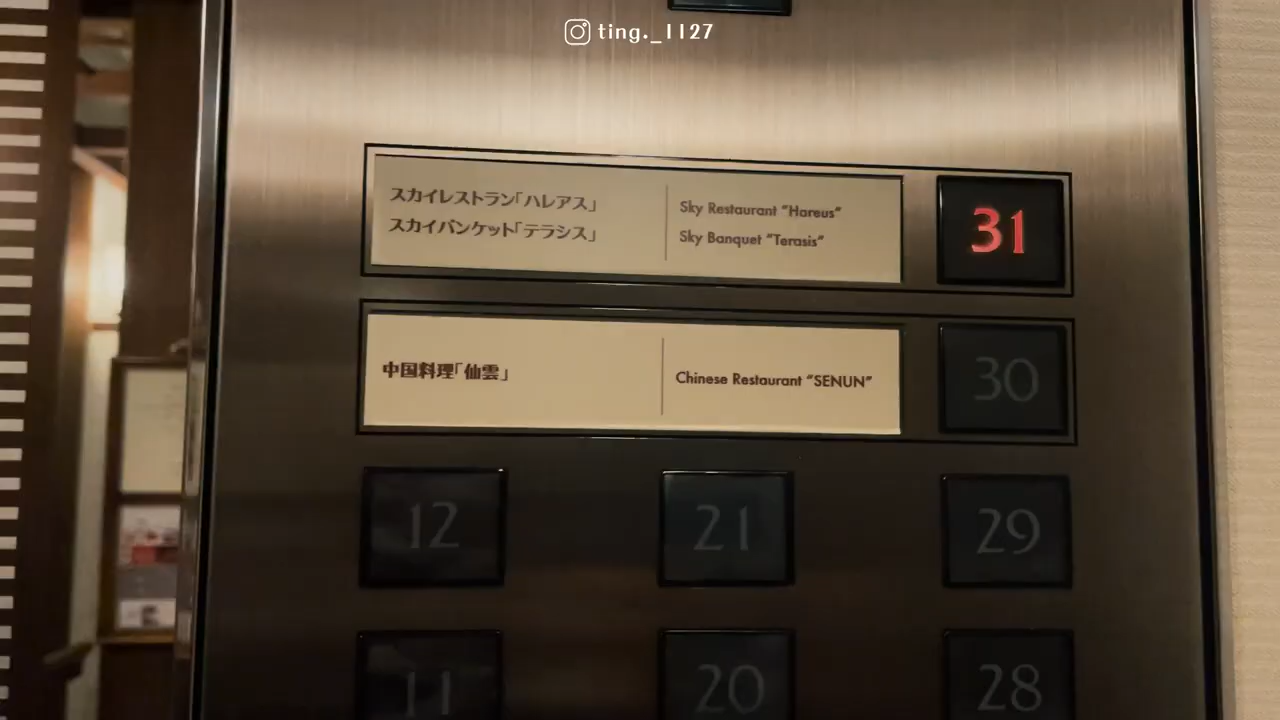 ting._1127
スカイレストラン「ハレアス」
スカイバンケット「テラシス」
Sky Restaurant “Hareus”
Sky Banquet “Terasis”
31
中国料理「仙雲」
Chinese Restaurant “SENUN”
30
12 21 29
11 20 28